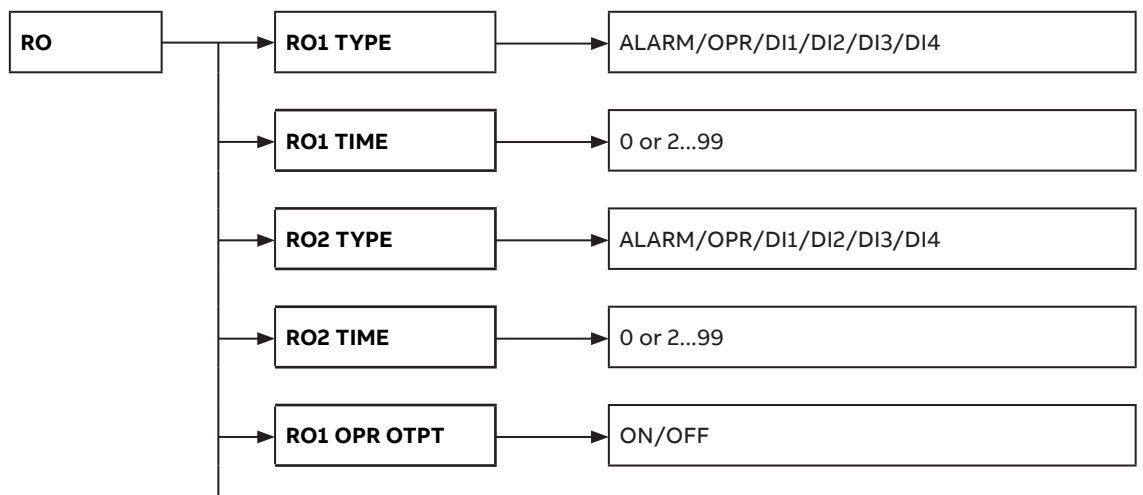 RO
RO1 TYPE
ALARM/OPR/DI1/DI2/DI3/DI4
RO1 TIME
0 or 2...99
RO2 TYPE
ALARM/OPR/DI1/DI2/DI3/DI4
RO2 TIME
0 or 2...99
RO1 OPR OTPT
ON/OFF